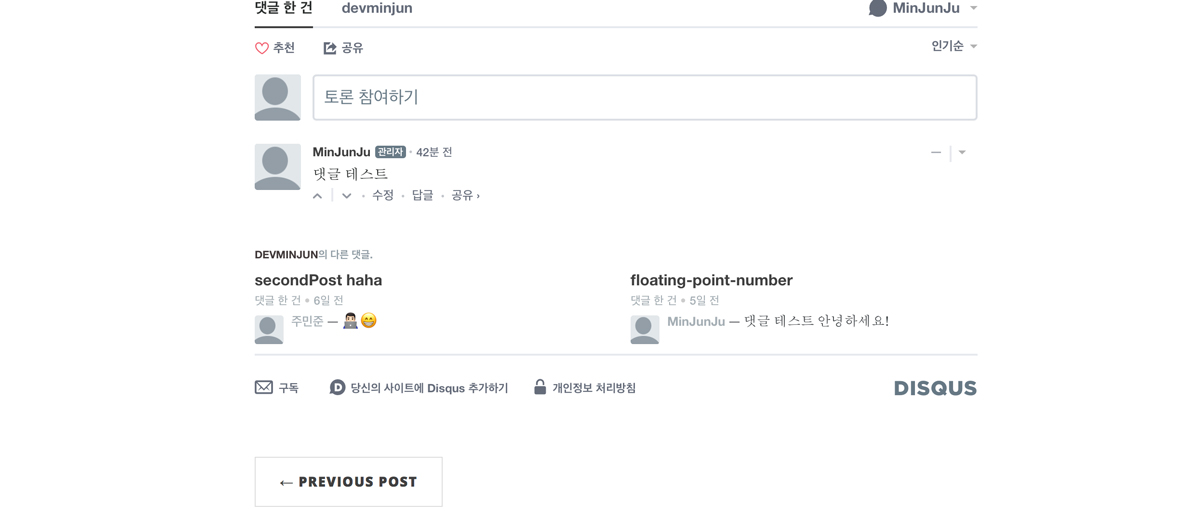 댓글 한 건 devminjun MinJunJu
추천 공유 인기순
토론 참여하기
MinJunJu 관리자 • 42분 전
댓글 테스트
• 수정 • 답글 • 공유 ›
DEVMINJUN의 다른 댓글.
secondPost haha
댓글 한 건 • 6일 전
주민준 — 👨🏻‍💻😁
floating-point-number
댓글 한 건 • 5일 전
MinJunJu — 댓글 테스트 안녕하세요!
구독 D 당신의 사이트에 Disqus 추가하기 개인정보 처리방침 DISQUS
← PREVIOUS POST